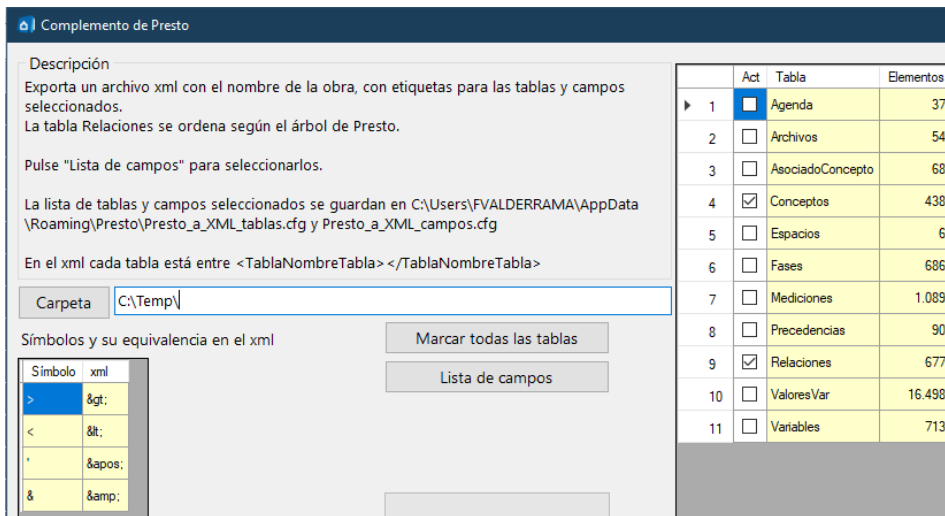 Complemento de Presto
Descripción
Exporta un archivo xml con el nombre de la obra, con etiquetas para las tablas y campos
seleccionados.
La tabla Relaciones se ordena según el árbol de Presto.
Pulse "Lista de campos" para seleccionarlos.
La lista de tablas y campos seleccionados se guardan en C:\Users\FVALDERRAMA\AppData
\Roaming\Presto\Presto_a_XML_tablas.cfg y Presto_a_XML_campos.cfg
En el xml cada tabla está entre <TablaNombreTabla></TablaNombreTabla>
Carpeta C:\Temp\
Símbolos y su equivalencia en el xml
Símbolo xml
> &gt;
< &lt;
' &apos;
& &amp;
Marcar todas las tablas
Lista de campos
Act Tabla Elementos
1 Agenda 37
2 Archivos 54
3 AsociadoConcepto 68
4 Conceptos 438
5 Espacios 6
6 Fases 686
7 Mediciones 1.089
8 Precedencias 90
9 Relaciones 677
10 ValoresVar 16.498
11 Variables 713